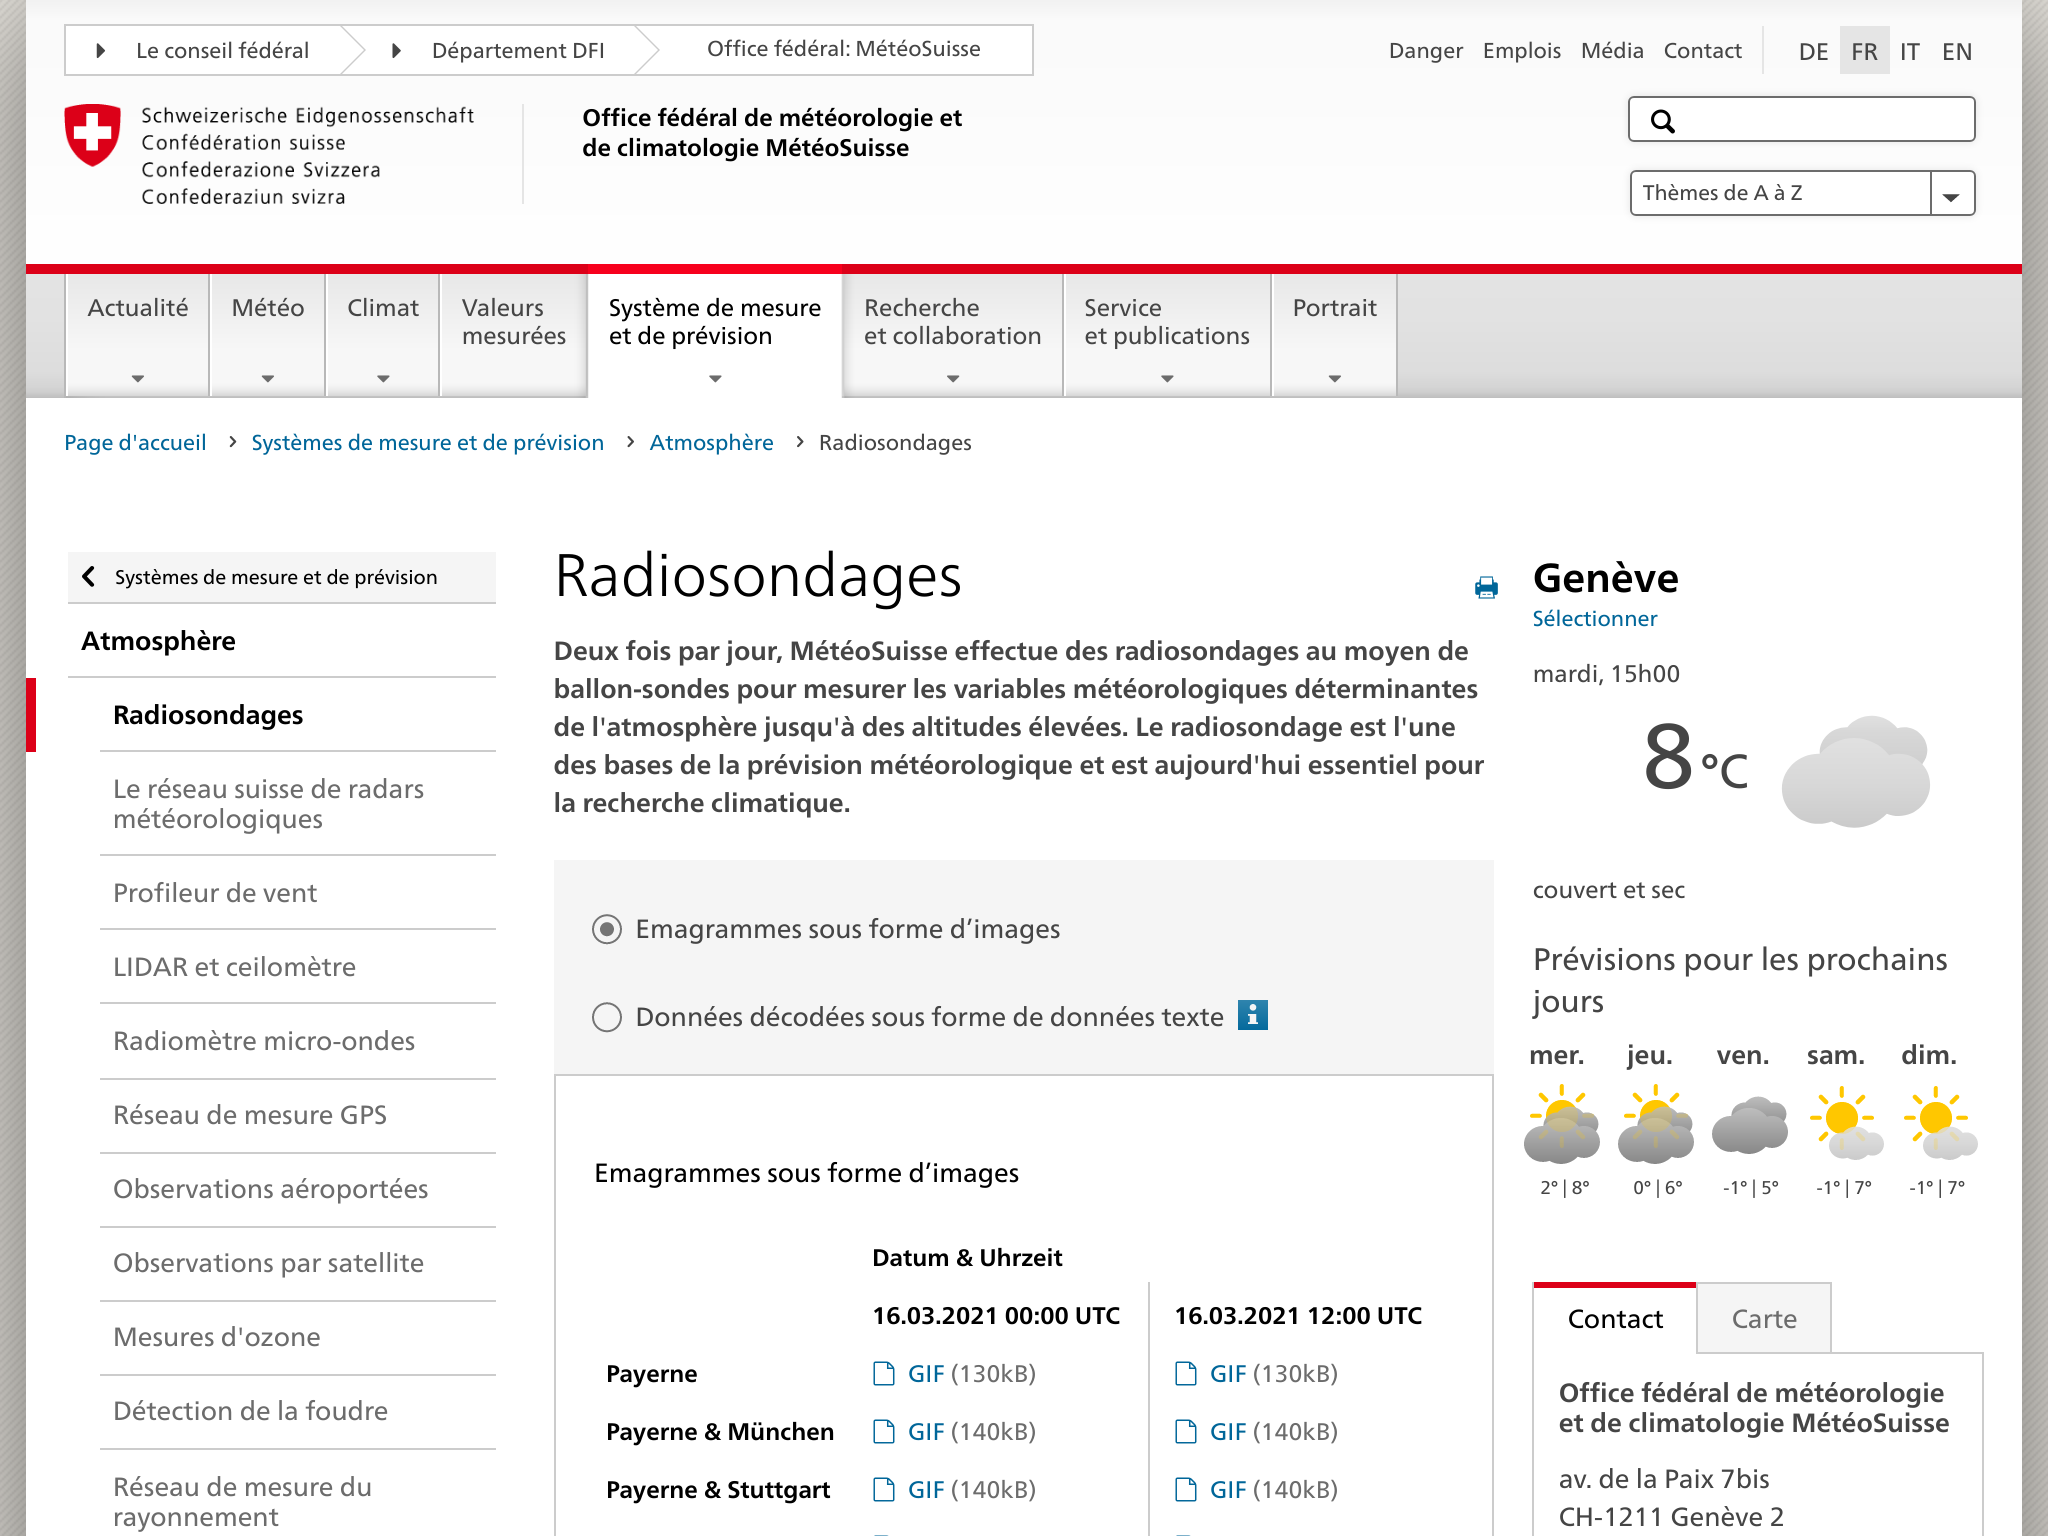 Le conseil fédéral
Département DFI
Office fédéral: MétéoSuisse
Danger Emplois Média Contact
DE FR IT EN
Schweizerische Eidgenossenschaft
Confédération suisse
Confederazione Svizzera
Confederaziun svizra
Office fédéral de météorologie et
de climatologie MétéoSuisse
Thèmes de A à Z
Actualité
Météo
Climat
Valeurs
mesurées
Système de mesure
et de prévision
Recherche
et collaboration
Service
et publications
Portrait
Page d'accueil > Systèmes de mesure et de prévision > Atmosphère > Radiosondages
Systèmes de mesure et de prévision
Atmosphère
Radiosondages
Le réseau suisse de radars
météorologiques
Profileur de vent
LIDAR et ceilomètre
Radiomètre micro-ondes
Réseau de mesure GPS
Observations aéroportées
Observations par satellite
Mesures d'ozone
Détection de la foudre
Réseau de mesure du
rayonnement
Radiosondages
Deux fois par jour, MétéoSuisse effectue des radiosondages au moyen de
ballon-sondes pour mesurer les variables météorologiques déterminantes
de l'atmosphère jusqu'à des altitudes élevées. Le radiosondage est l'une
des bases de la prévision météorologique et est aujourd'hui essentiel pour
la recherche climatique.
Emagrammes sous forme d’images
Données décodées sous forme de données texte i
Emagrammes sous forme d’images
Datum & Uhrzeit
16.03.2021 00:00 UTC 16.03.2021 12:00 UTC
Payerne GIF (130kB) GIF (130kB)
Payerne & München GIF (140kB) GIF (140kB)
Payerne & Stuttgart GIF (140kB) GIF (140kB)
Genève
Sélectionner
mardi, 15h00
8 °C
couvert et sec
Prévisions pour les prochains
jours
mer. jeu. ven. sam. dim.
2° | 8° 0° | 6° -1° | 5° -1° | 7° -1° | 7°
Contact Carte
Office fédéral de météorologie
et de climatologie MétéoSuisse
av. de la Paix 7bis
CH-1211 Genève 2